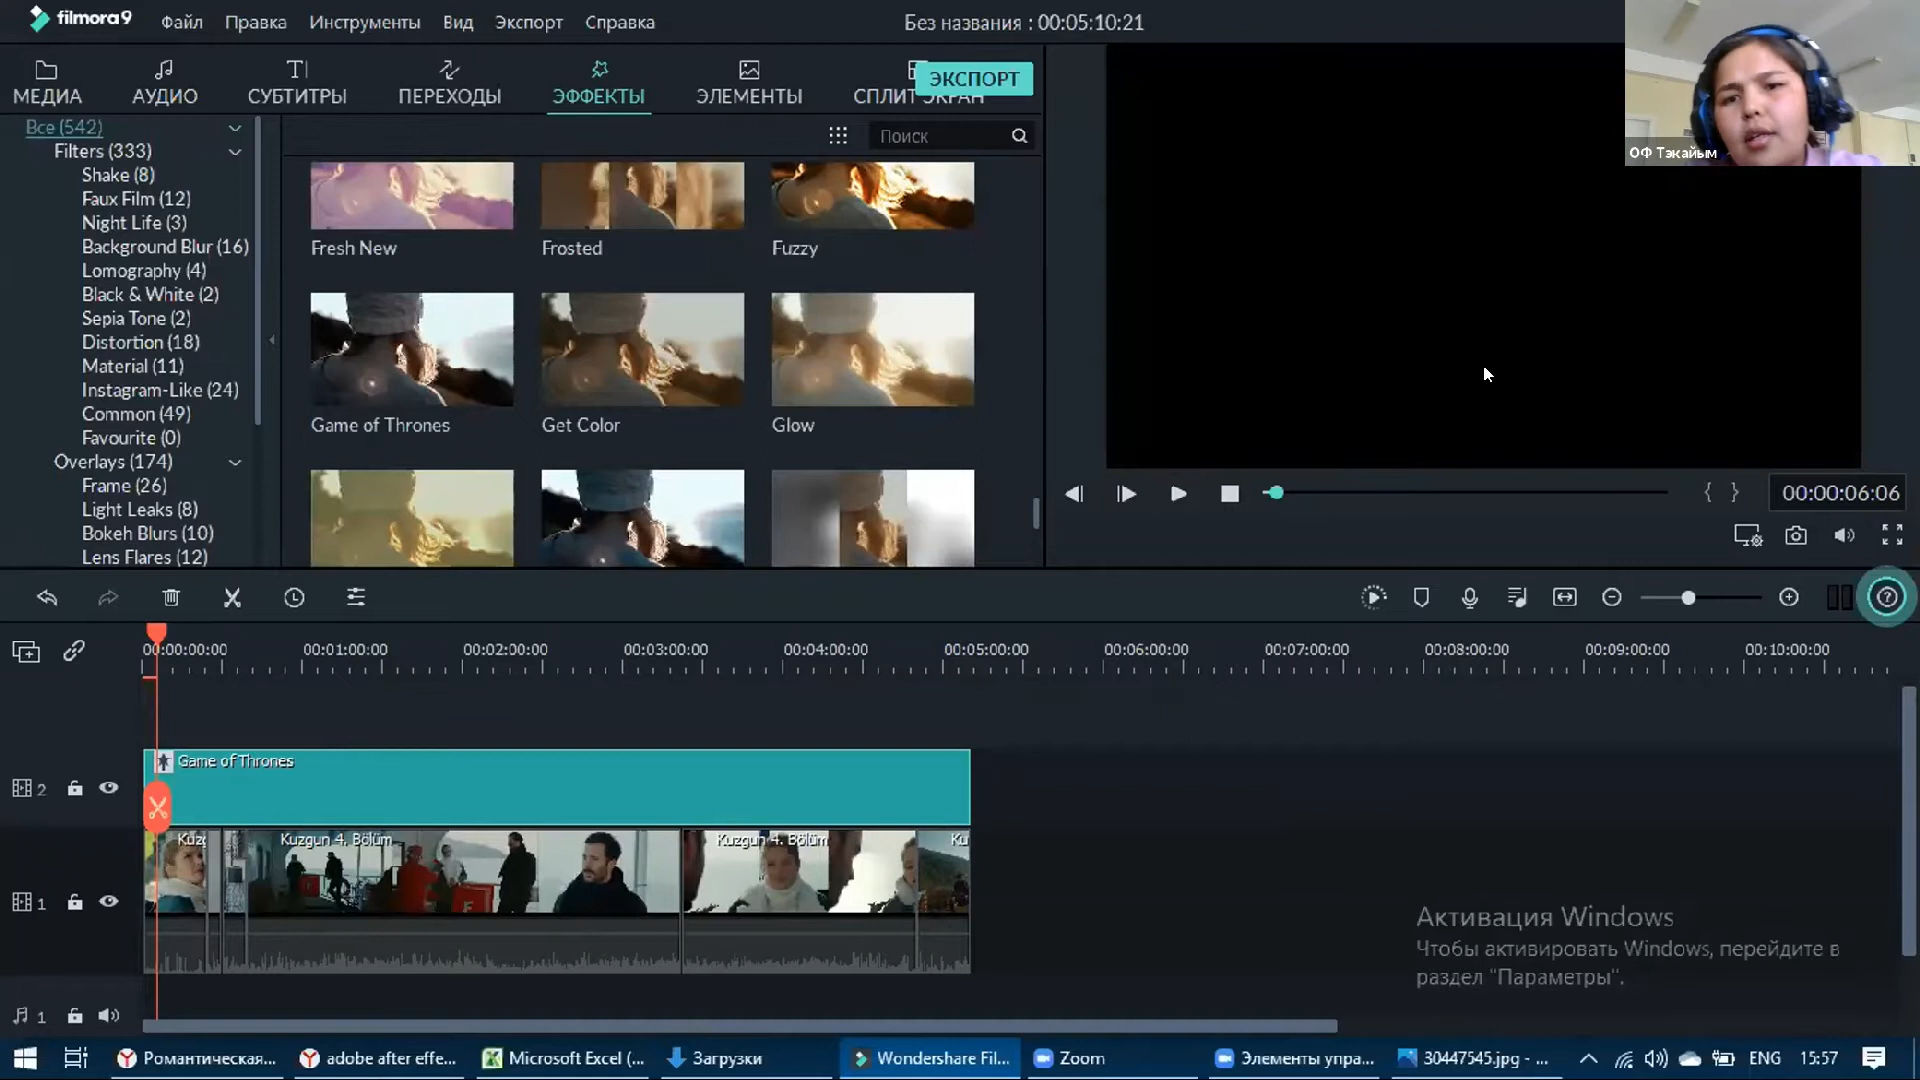 filmora9
Файл
Правка
Инструменты
Вид
Экспорт
Справка
Без названия : 00:05:10:21
МЕДИА
АУДИО
СУБТИТРЫ
ПЕРЕХОДЫ
ЭФФЕКТЫ
ЭЛЕМЕНТЫ
СПЛИТ ЭКРАН
ЭКСПОРТ
ОФ Тэкайым
Все (542)
Filters (333)
Shake (8)
Faux Film (12)
Night Life (3)
Background Blur (16)
Lomography (4)
Black & White (2)
Sepia Tone (2)
Distortion (18)
Material (11)
Instagram-Like (24)
Common (49)
Favourite (0)
Overlays (174)
Frame (26)
Light Leaks (8)
Bokeh Blurs (10)
Lens Flares (12)
Поиск
Fresh New
Frosted
Fuzzy
Game of Thrones
Get Color
Glow
00:00:06:06
00:00:00:00
00:01:00:00
00:02:00:00
00:03:00:00
00:04:00:00
00:05:00:00
00:06:00:00
00:07:00:00
00:08:00:00
00:09:00:00
00:10:00:00
2
Game of Thrones
1
Kuzg
Kuzgun 4. Bölüm
Kuzgun 4. Bölüm
Ku
1
Активация Windows
Чтобы активировать Windows, перейдите в
раздел "Параметры".
Романтическая...
adobe after effe...
Microsoft Excel (...
Загрузки
Wondershare Fil...
Zoom
Элементы упра...
30447545.jpg - ...
ENG
15:57